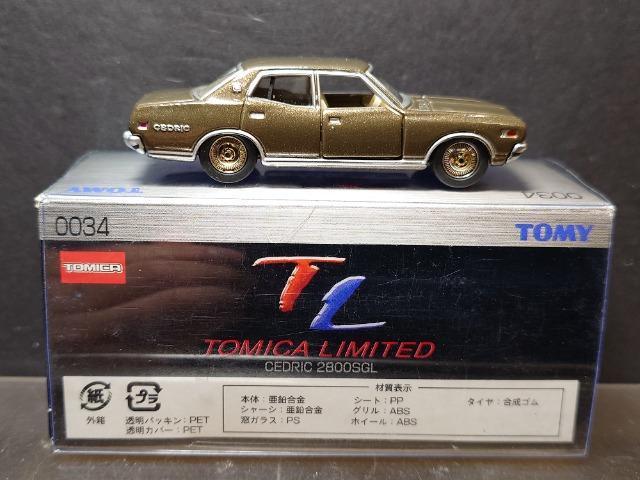 CEDRIC
TOMY
0034
0034
TOMY
TOMICA
TL
TOMICA LIMITED
CEDRIC 2800SGL
紙
外箱
プラ
透明パッキン：PET
透明カバー：PET
材質表示
本体：亜鉛合金
シャーシ：亜鉛合金
窓ガラス：PS
シート：PP
グリル：ABS
ホイール：ABS
タイヤ：合成ゴム